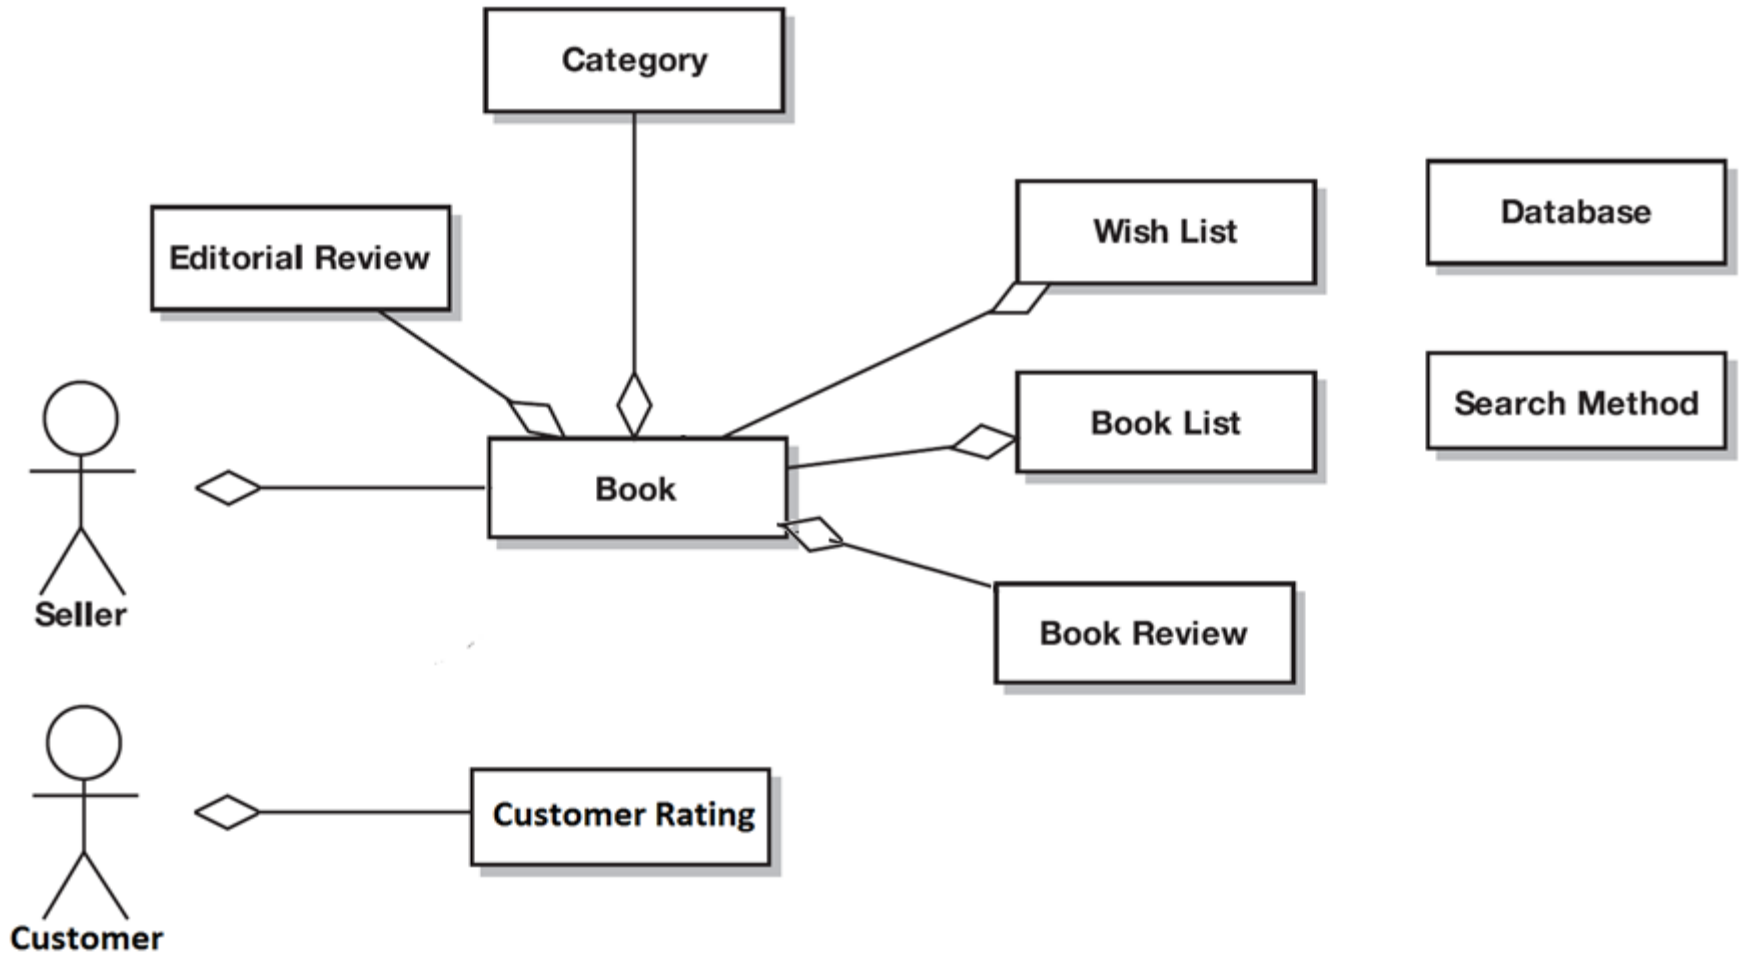 Category
Wish List
Database
Editorial Review
Search Method
Book List
Book
Seller
Book Review
Customer Rating
Customer